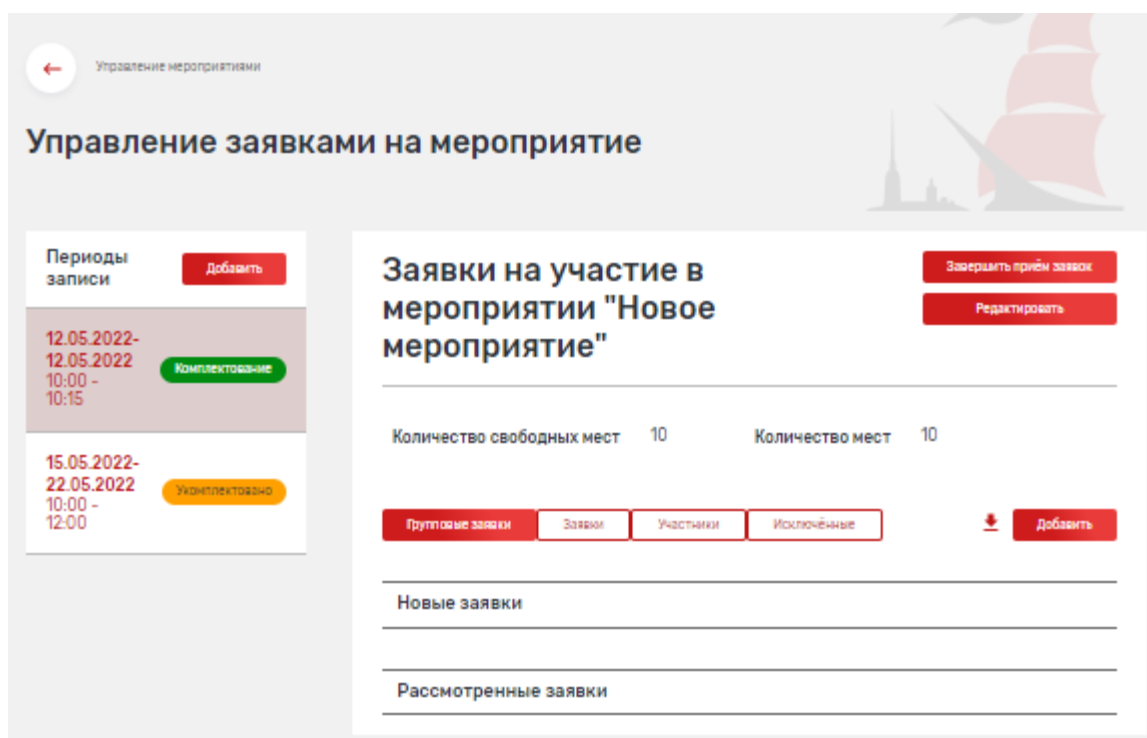 Управление мероприятиями
Управление заявками на мероприятие
Периоды
записи
Добавить
12.05.2022-
12.05.2022
10:00 -
10:15
Комплектование
15.05.2022-
22.05.2022
10:00 -
12:00
Укомплектовано
Заявки на участие в
мероприятии "Новое
мероприятие"
Завершить приём заявок
Редактировать
Количество свободных мест 10 Количество мест 10
Групповые заявки Заявки Участники Исключённые Добавить
Новые заявки
Рассмотренные заявки